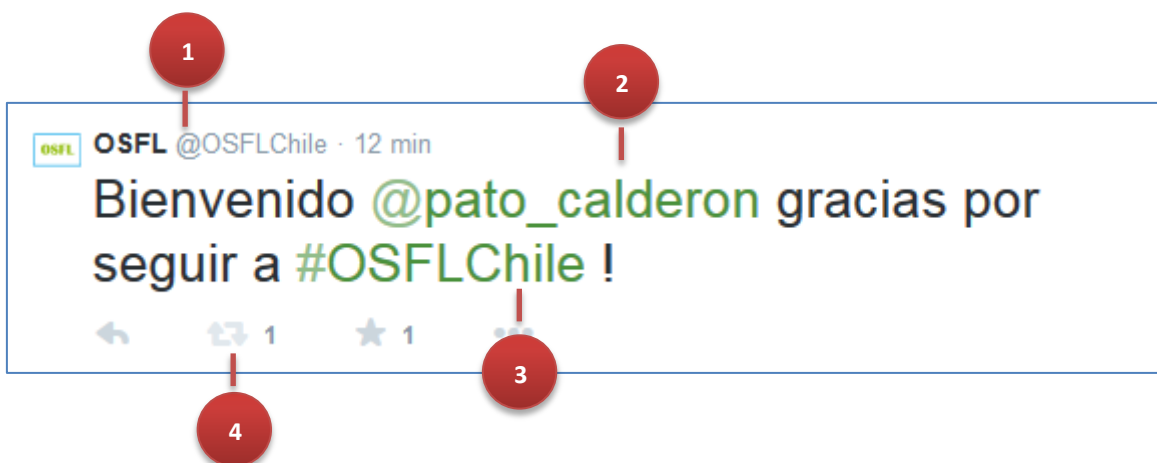 1
2
OSFL OSFL @OSFLChile · 12 min
Bienvenido @pato_calderon gracias por
seguir a #OSFLChile !
1 1
3
4